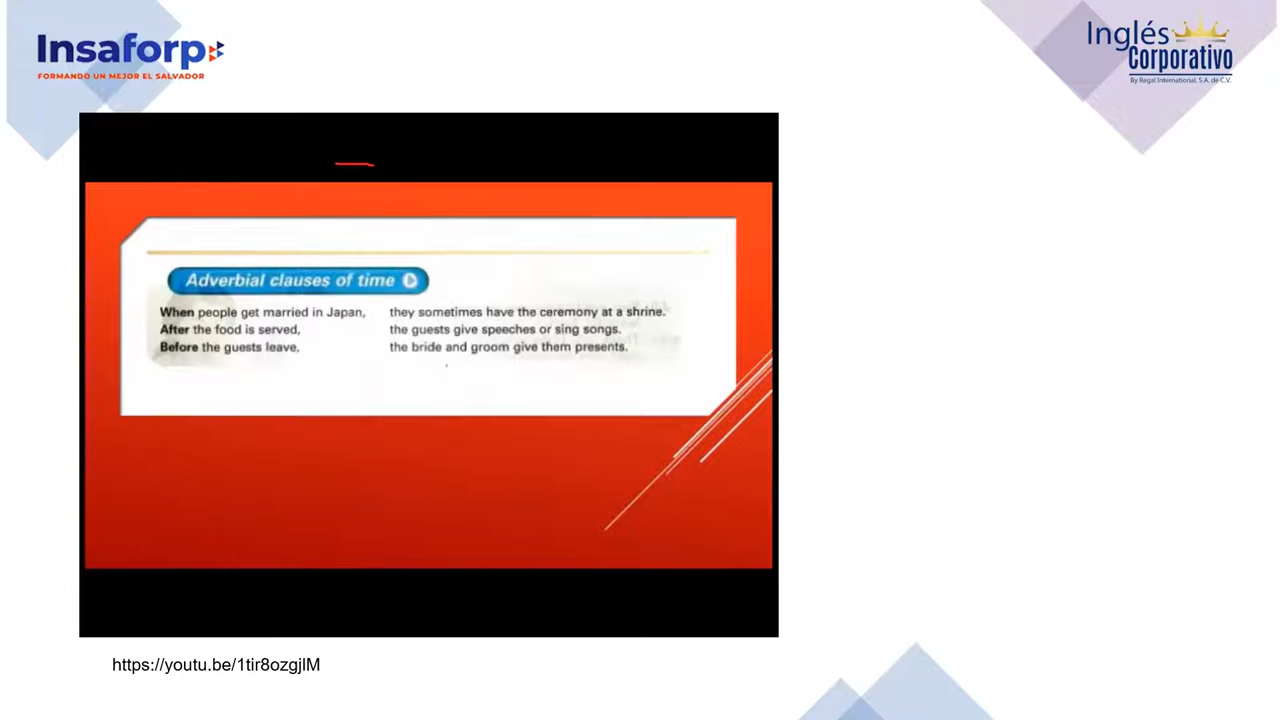 Insaforp
FORMANDO UN MEJOR EL SALVADOR
Inglés
Corporativo
By Regal International, S.A. de C.V.
Adverbial clauses of time
When people get married in Japan, they sometimes have the ceremony at a shrine.
After the food is served, the guests give speeches or sing songs.
Before the guests leave, the bride and groom give them presents.
https://youtu.be/1tir8ozgjlM